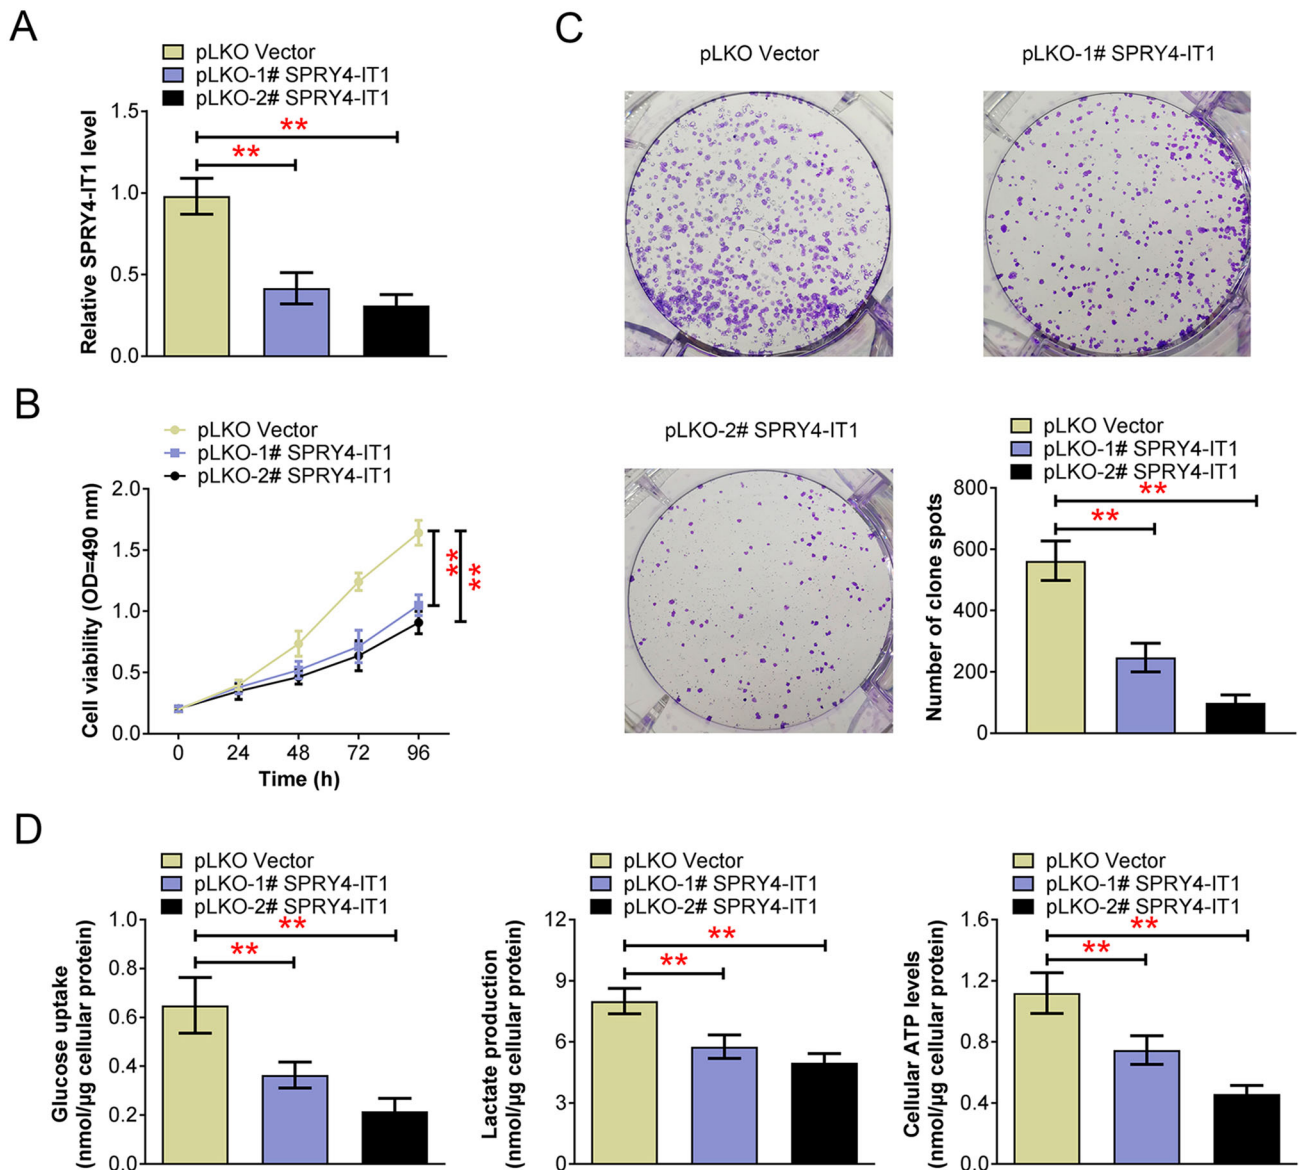 A
pLKO Vector
pLKO-1# SPRY4-IT1
pLKO-2# SPRY4-IT1
Relative SPRY4-IT1 level
1.5
1.0
0.5
0.0
**
**
B
pLKO Vector
pLKO-1# SPRY4-IT1
pLKO-2# SPRY4-IT1
Cell viability (OD=490 nm)
2.0
1.5
1.0
0.5
0.0
0 24 48 72 96
Time (h)
**
**
C
pLKO Vector
pLKO-1# SPRY4-IT1
pLKO-2# SPRY4-IT1
pLKO Vector
pLKO-1# SPRY4-IT1
pLKO-2# SPRY4-IT1
Number of clone spots
800
600
400
200
0
**
**
D
pLKO Vector
pLKO-1# SPRY4-IT1
pLKO-2# SPRY4-IT1
Glucose uptake
(nmol/μg cellular protein)
1.0
0.8
0.6
0.4
0.2
0.0
**
**
pLKO Vector
pLKO-1# SPRY4-IT1
pLKO-2# SPRY4-IT1
Lactate production
(nmol/μg cellular protein)
12
9
6
3
0
**
**
pLKO Vector
pLKO-1# SPRY4-IT1
pLKO-2# SPRY4-IT1
Cellular ATP levels
(nmol/μg cellular protein)
1.6
1.2
0.8
0.4
0.0
**
**